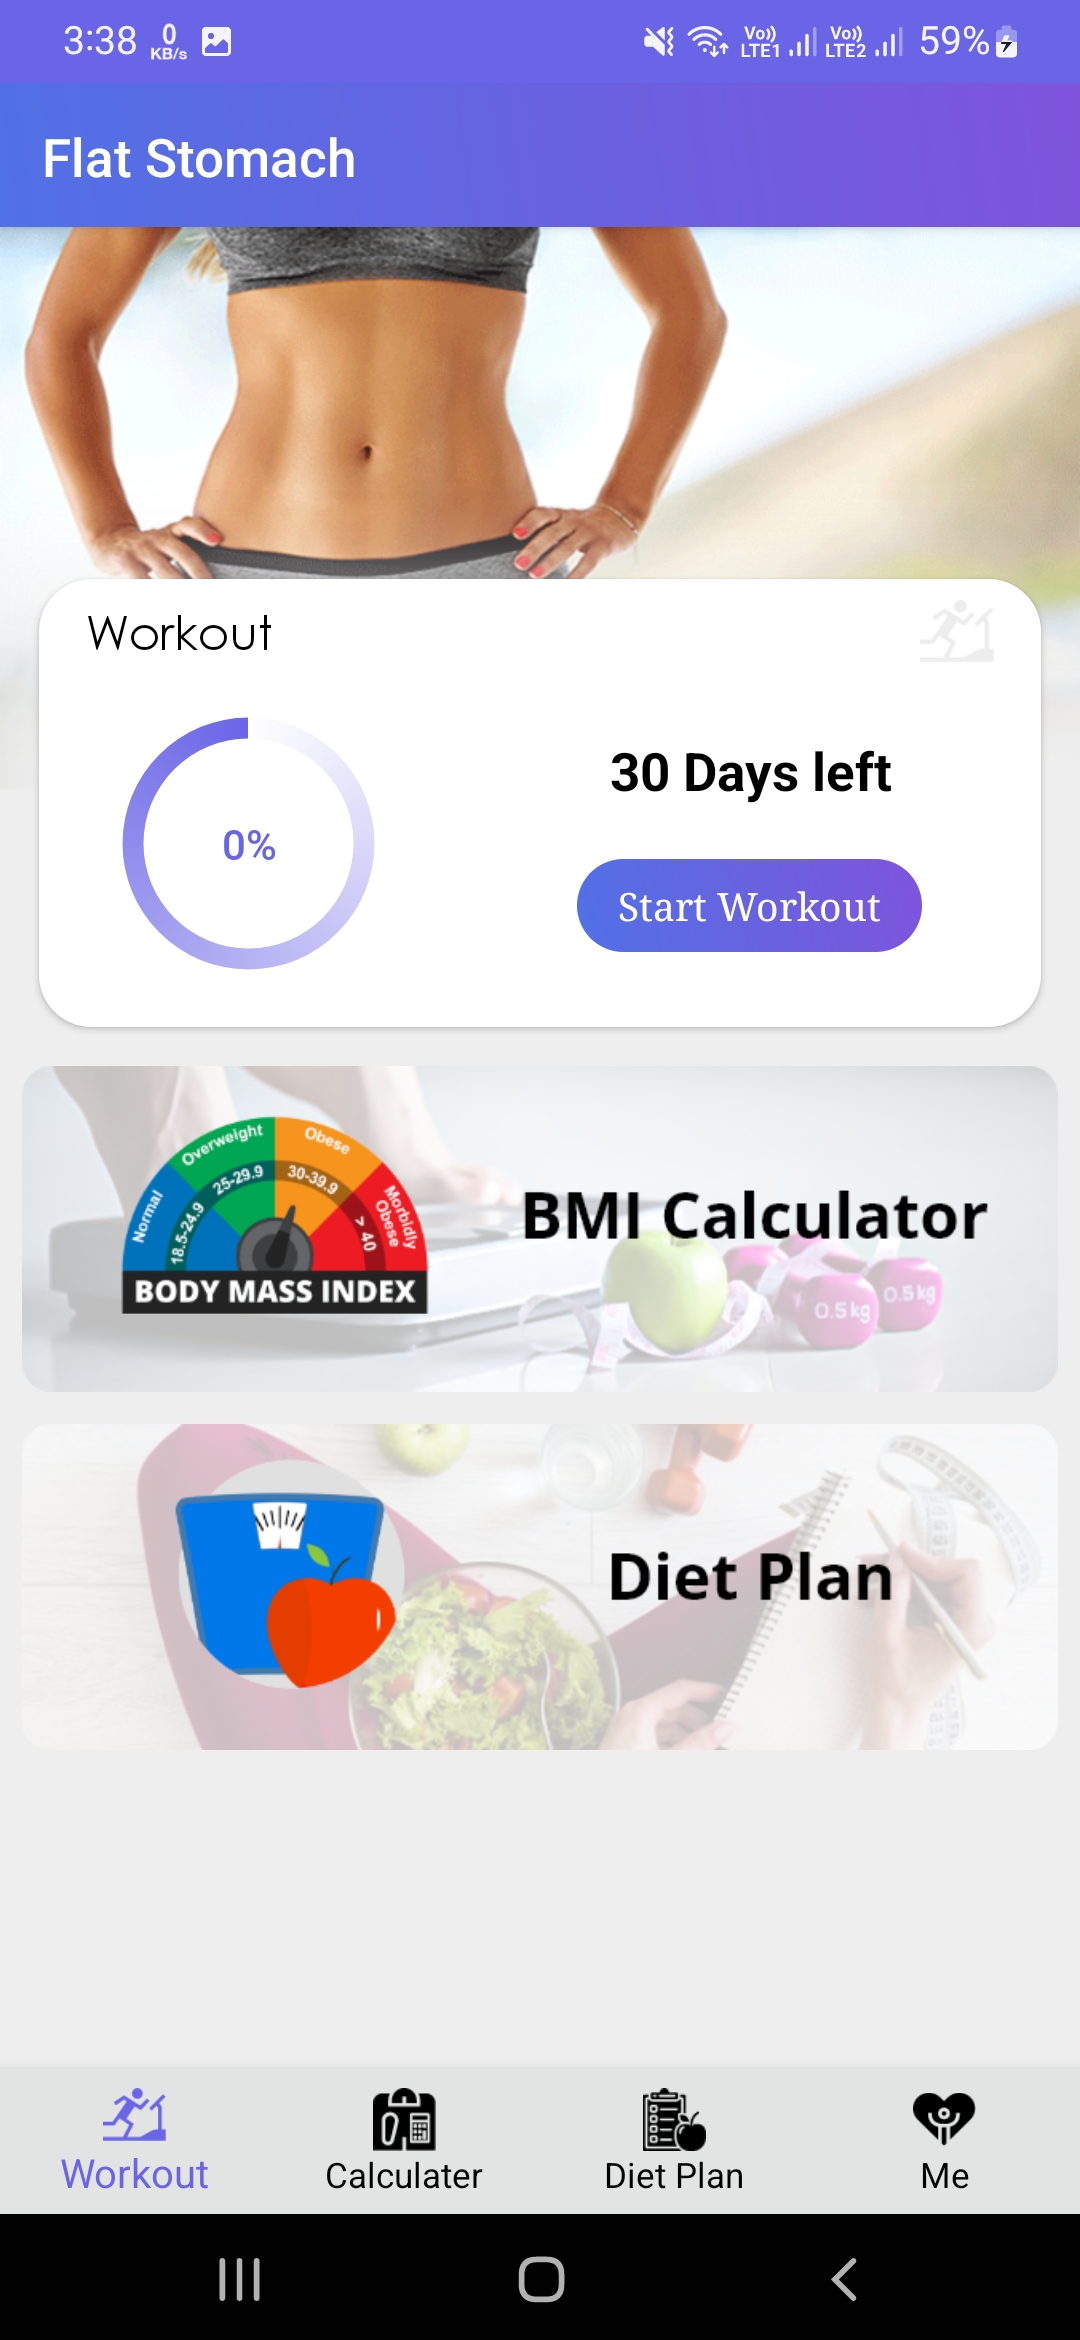 3:38 0 KB/s Vo)) LTE1 Vo)) LTE2 59%
Flat Stomach
Workout
30 Days left
0%
Start Workout
Normal Overweight Obese Morbidly Obese
18.5-24.9 25-29.9 30-39.9 > 40
BODY MASS INDEX
BMI Calculator
0.5 kg 0.5 kg
Diet Plan
Workout Calculater Diet Plan Me